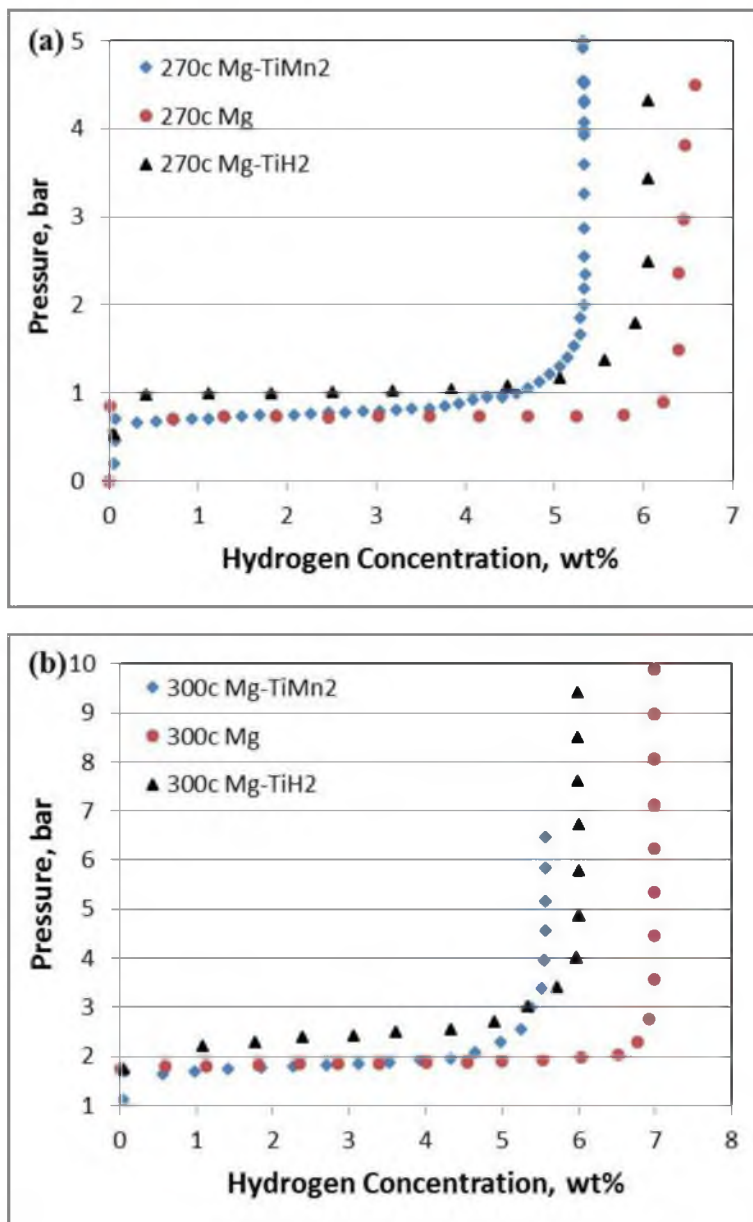 (a)
5
4
3
2
1
0
Pressure, bar
270c Mg-TiMn2
270c Mg
270c Mg-TiH2
0 1 2 3 4 5 6 7
Hydrogen Concentration, wt%
(b)
10
9
8
7
6
5
4
3
2
1
Pressure, bar
300c Mg-TiMn2
300c Mg
300c Mg-TiH2
0 1 2 3 4 5 6 7 8
Hydrogen Concentration, wt%